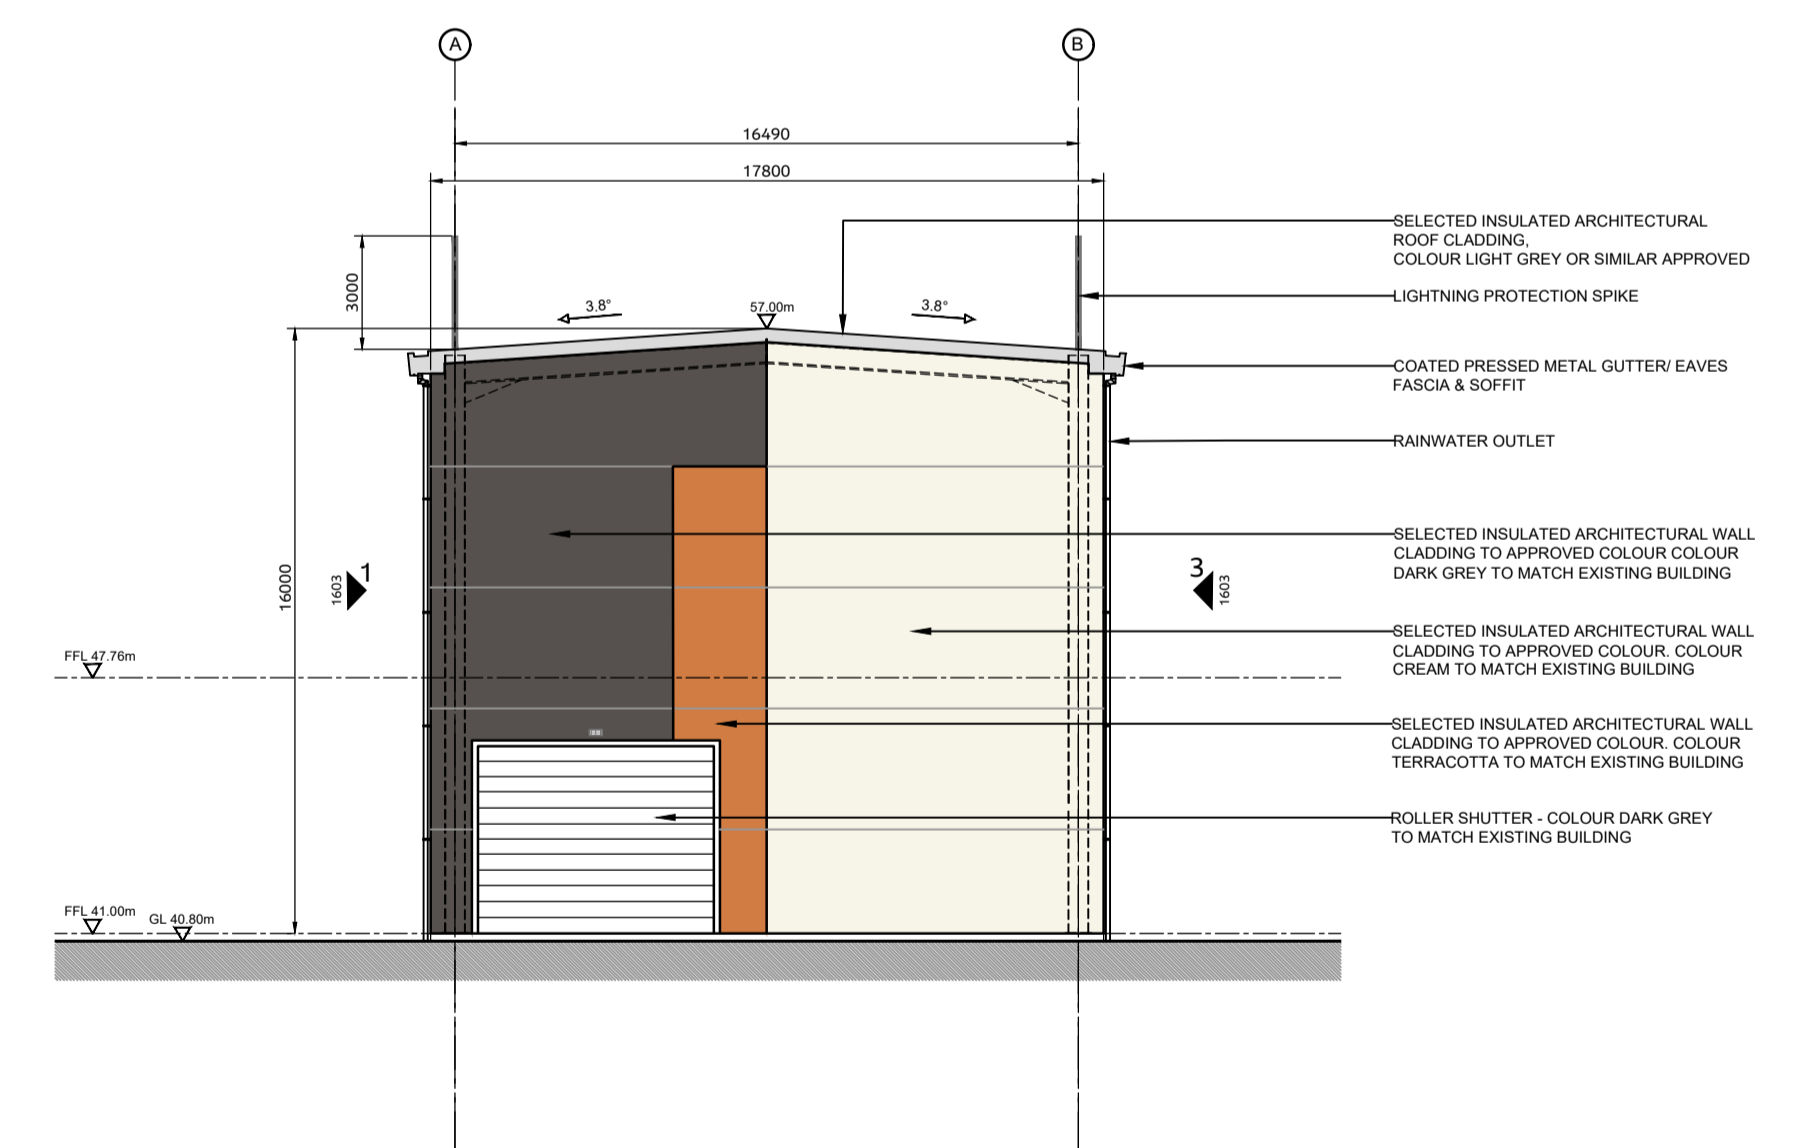 A
B
16490
17800
3000
3.8°
57.00m
3.8°
SELECTED INSULATED ARCHITECTURAL
ROOF CLADDING,
COLOUR LIGHT GREY OR SIMILAR APPROVED
LIGHTNING PROTECTION SPIKE
COATED PRESSED METAL GUTTER/ EAVES
FASCIA & SOFFIT
RAINWATER OUTLET
SELECTED INSULATED ARCHITECTURAL WALL
CLADDING TO APPROVED COLOUR COLOUR
DARK GREY TO MATCH EXISTING BUILDING
16000
1603
1
3
1603
SELECTED INSULATED ARCHITECTURAL WALL
CLADDING TO APPROVED COLOUR. COLOUR
CREAM TO MATCH EXISTING BUILDING
FFL 47.76m
SELECTED INSULATED ARCHITECTURAL WALL
CLADDING TO APPROVED COLOUR. COLOUR
TERRACOTTA TO MATCH EXISTING BUILDING
ROLLER SHUTTER - COLOUR DARK GREY
TO MATCH EXISTING BUILDING
FFL 41.00m
GL 40.80m